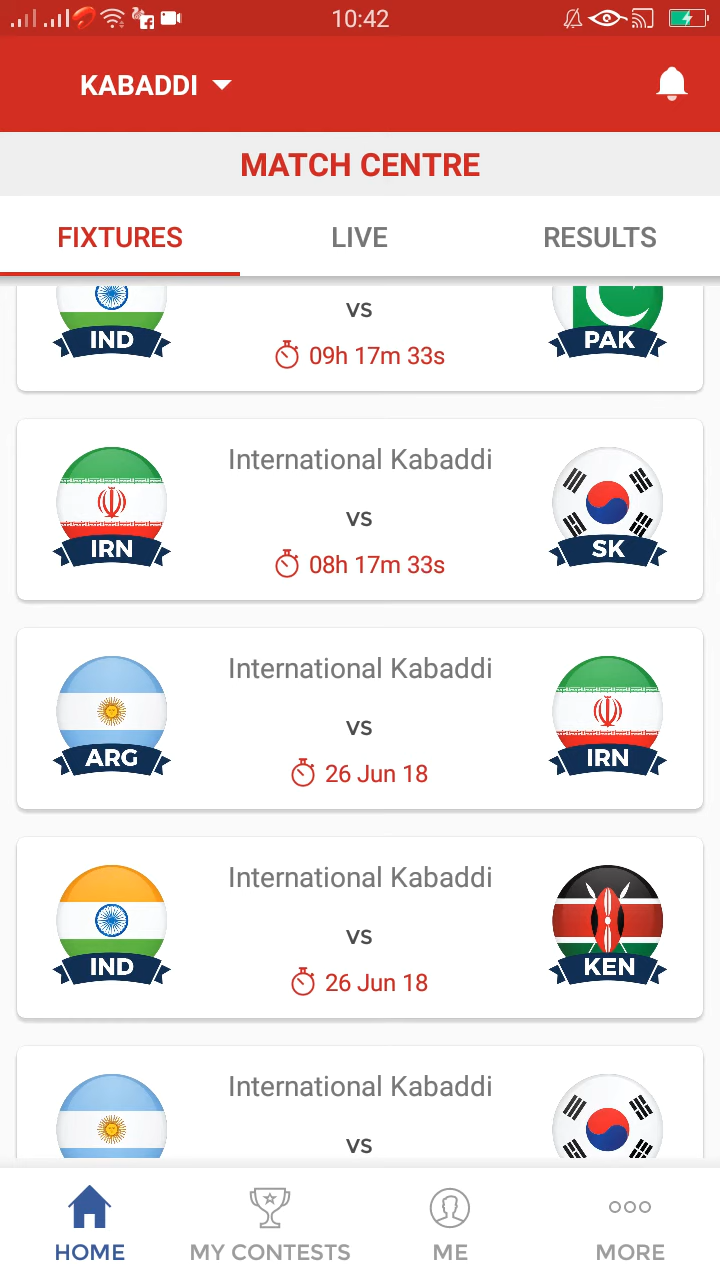 10:42
KABADDI
MATCH CENTRE
FIXTURES LIVE RESULTS
vs
IND PAK
09h 17m 33s
International Kabaddi
vs
IRN SK
08h 17m 33s
International Kabaddi
vs
ARG IRN
26 Jun 18
International Kabaddi
vs
IND KEN
26 Jun 18
International Kabaddi
vs
HOME MY CONTESTS ME MORE